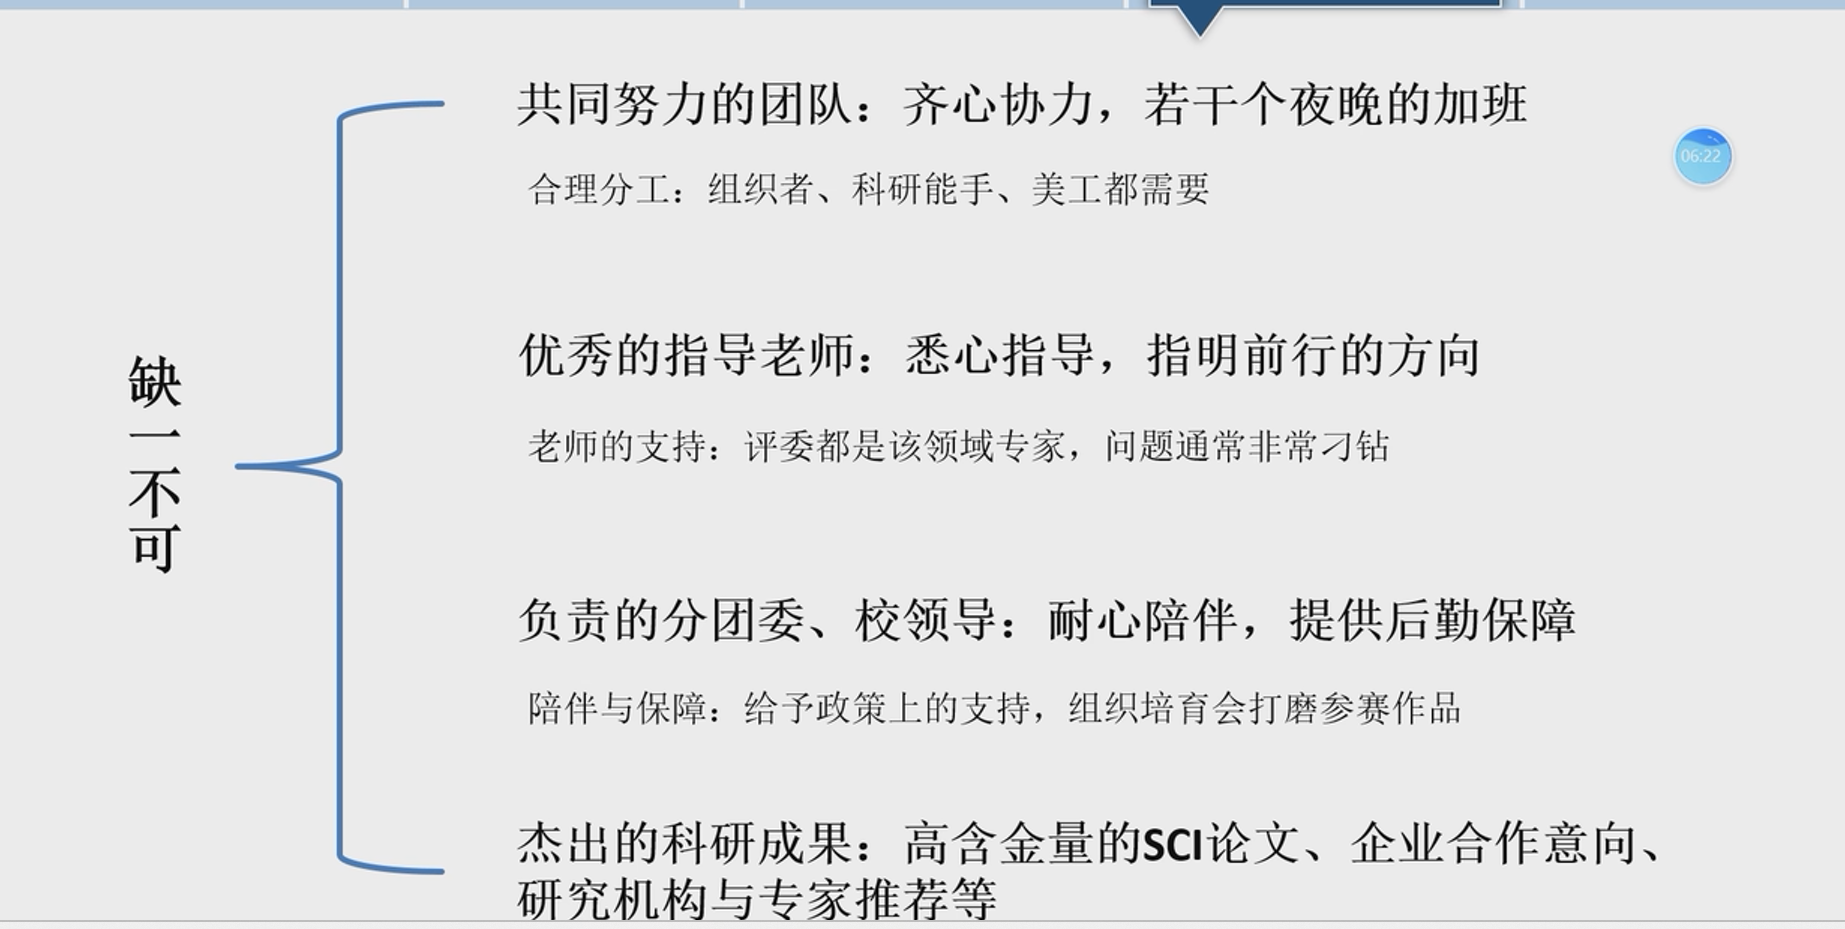 共同努力的团队：齐心协力，若干个夜晚的加班
06:22
合理分工：组织者、科研能手、美工都需要
优秀的指导老师：悉心指导，指明前行的方向
缺一不可
老师的支持：评委都是该领域专家，问题通常非常刁钻
负责的分团委、校领导：耐心陪伴，提供后勤保障
陪伴与保障：给予政策上的支持，组织培育会打磨参赛作品
杰出的科研成果：高含金量的SCI论文、企业合作意向、
研究机构与专家推荐等